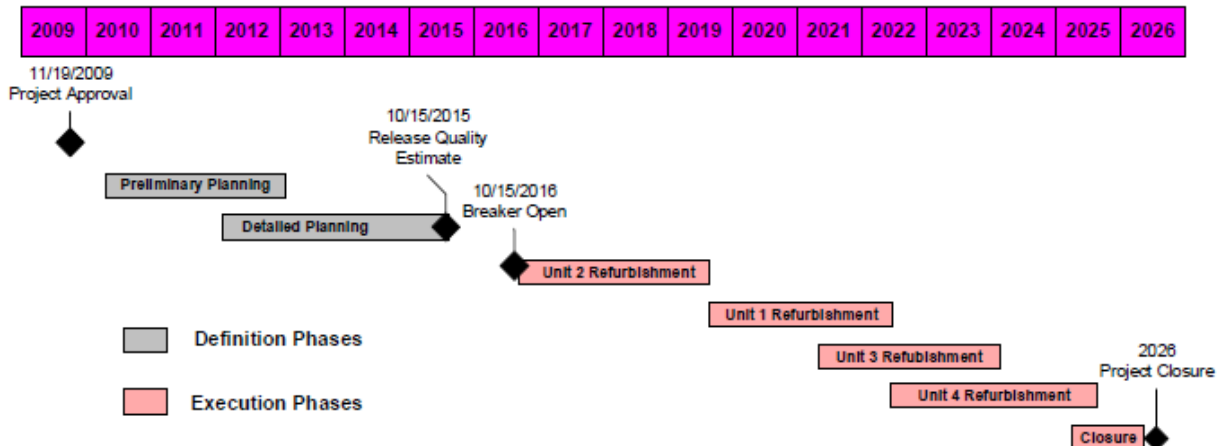 2009 2010 2011 2012 2013 2014 2015 2016 2017 2018 2019 2020 2021 2022 2023 2024 2025 2026
11/19/2009
Project Approval
10/15/2015
Release Quality
Estimate
Preliminary Planning
10/15/2016
Breaker Open
Detailed Planning
Unit 2 Refurbishment
Unit 1 Refurbishment
Definition Phases
Unit 3 Refubishment
2026
Project Closure
Unit 4 Refurbishment
Execution Phases
Closure